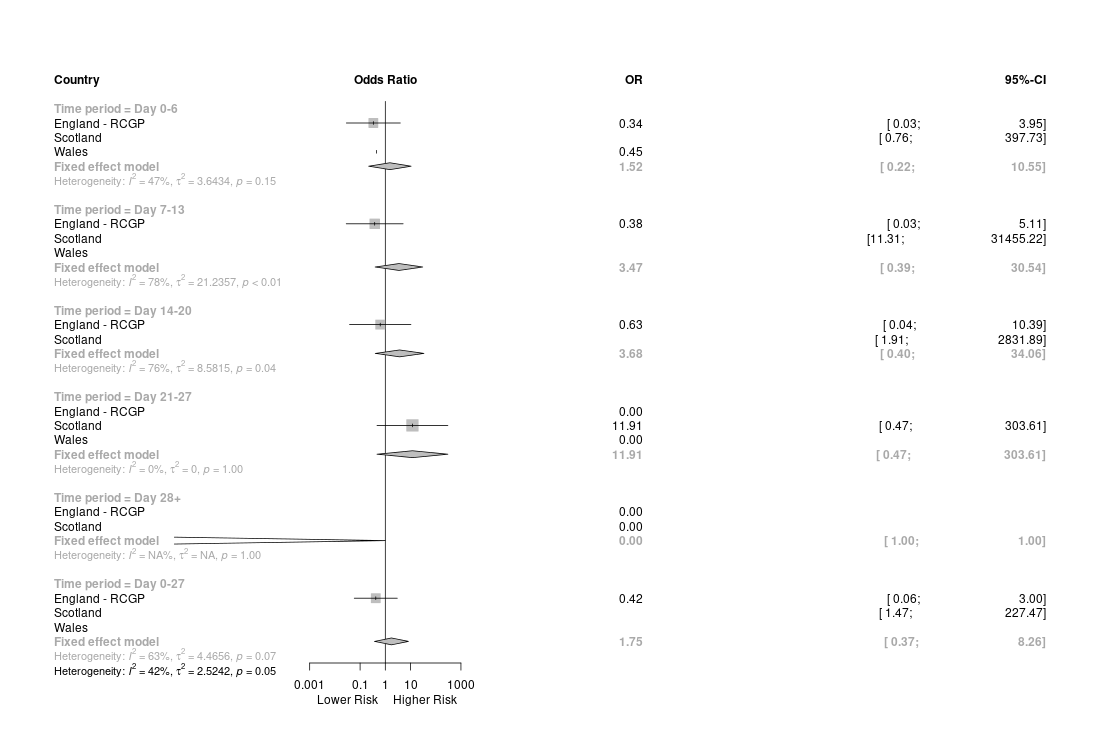 Country Odds Ratio OR 95%-CI
Time period = Day 0-6
England - RCGP 0.34 [ 0.03; 3.95]
Scotland [ 0.76; 397.73]
Wales 0.45
Fixed effect model 1.52 [ 0.22; 10.55]
Heterogeneity: I² = 47%, τ² = 3.6434, p = 0.15
Time period = Day 7-13
England - RCGP 0.38 [ 0.03; 5.11]
Scotland [11.31; 31455.22]
Wales
Fixed effect model 3.47 [ 0.39; 30.54]
Heterogeneity: I² = 78%, τ² = 21.2357, p < 0.01
Time period = Day 14-20
England - RCGP 0.63 [ 0.04; 10.39]
Scotland [ 1.91; 2831.89]
Fixed effect model 3.68 [ 0.40; 34.06]
Heterogeneity: I² = 76%, τ² = 8.5815, p = 0.04
Time period = Day 21-27
England - RCGP 0.00
Scotland 11.91 [ 0.47; 303.61]
Wales 0.00
Fixed effect model 11.91 [ 0.47; 303.61]
Heterogeneity: I² = 0%, τ² = 0, p = 1.00
Time period = Day 28+
England - RCGP 0.00
Scotland 0.00
Fixed effect model 0.00 [ 1.00; 1.00]
Heterogeneity: I² = NA%, τ² = NA, p = 1.00
Time period = Day 0-27
England - RCGP 0.42 [ 0.06; 3.00]
Scotland [ 1.47; 227.47]
Wales
Fixed effect model 1.75 [ 0.37; 8.26]
Heterogeneity: I² = 63%, τ² = 4.4656, p = 0.07
Heterogeneity: I² = 42%, τ² = 2.5242, p = 0.05
0.001 0.1 1 10 1000
Lower Risk Higher Risk